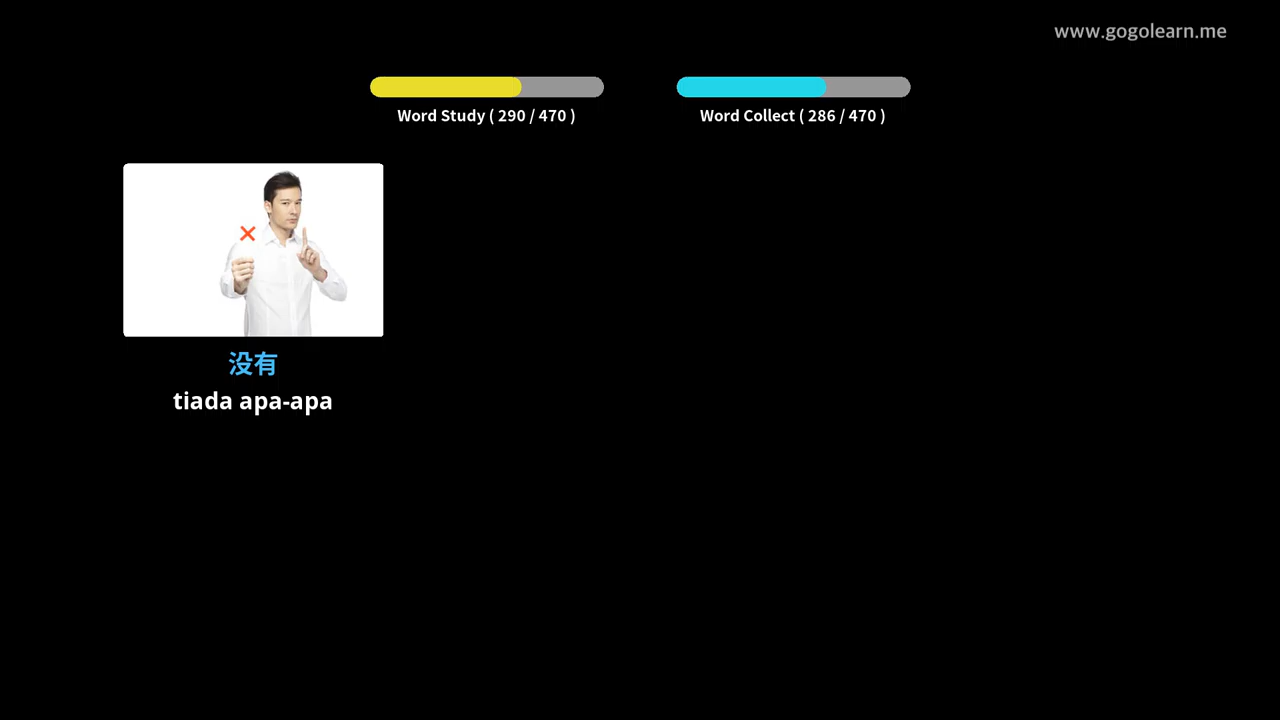 www.gogolearn.me
Word Study ( 290 / 470 )
Word Collect ( 286 / 470 )
没有
tiada apa-apa